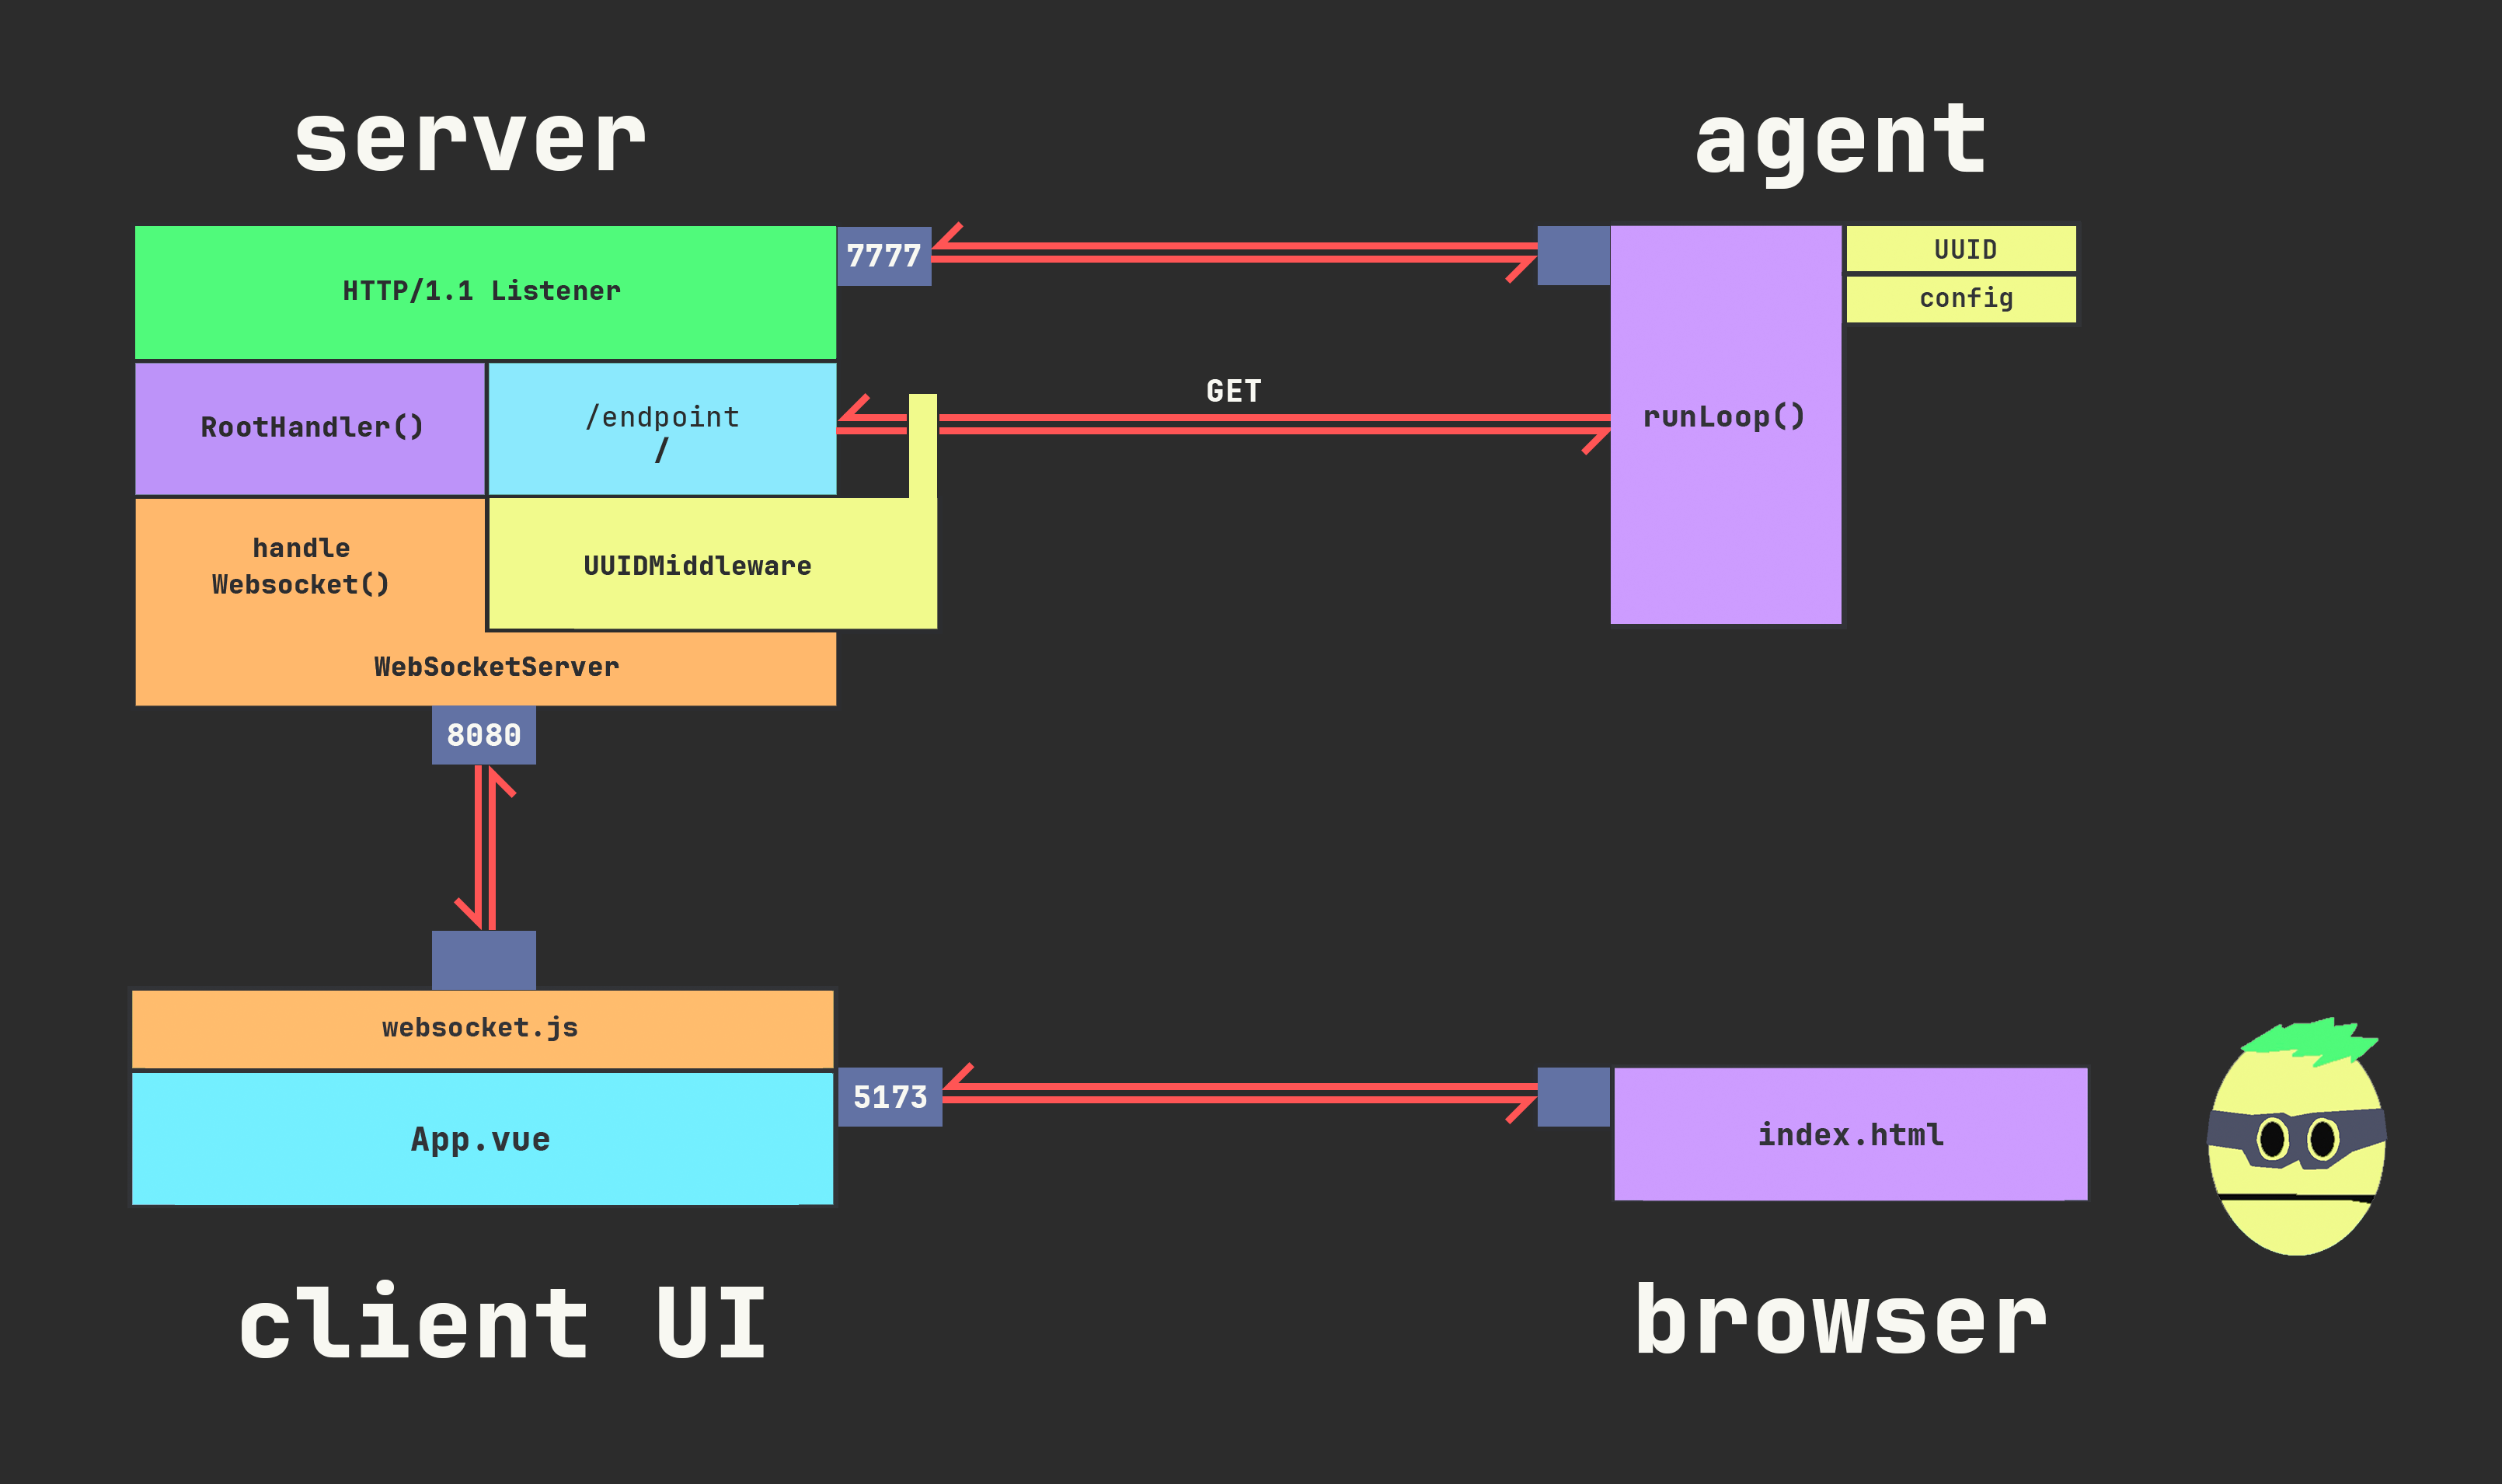 server
agent
HTTP/1.1 Listener
7777
UUID
config
RootHandler()
/endpoint
/
GET
runLoop()
handle
Websocket()
UUIDMiddleware
WebSocketServer
8080
websocket.js
App.vue
5173
index.html
client UI
browser